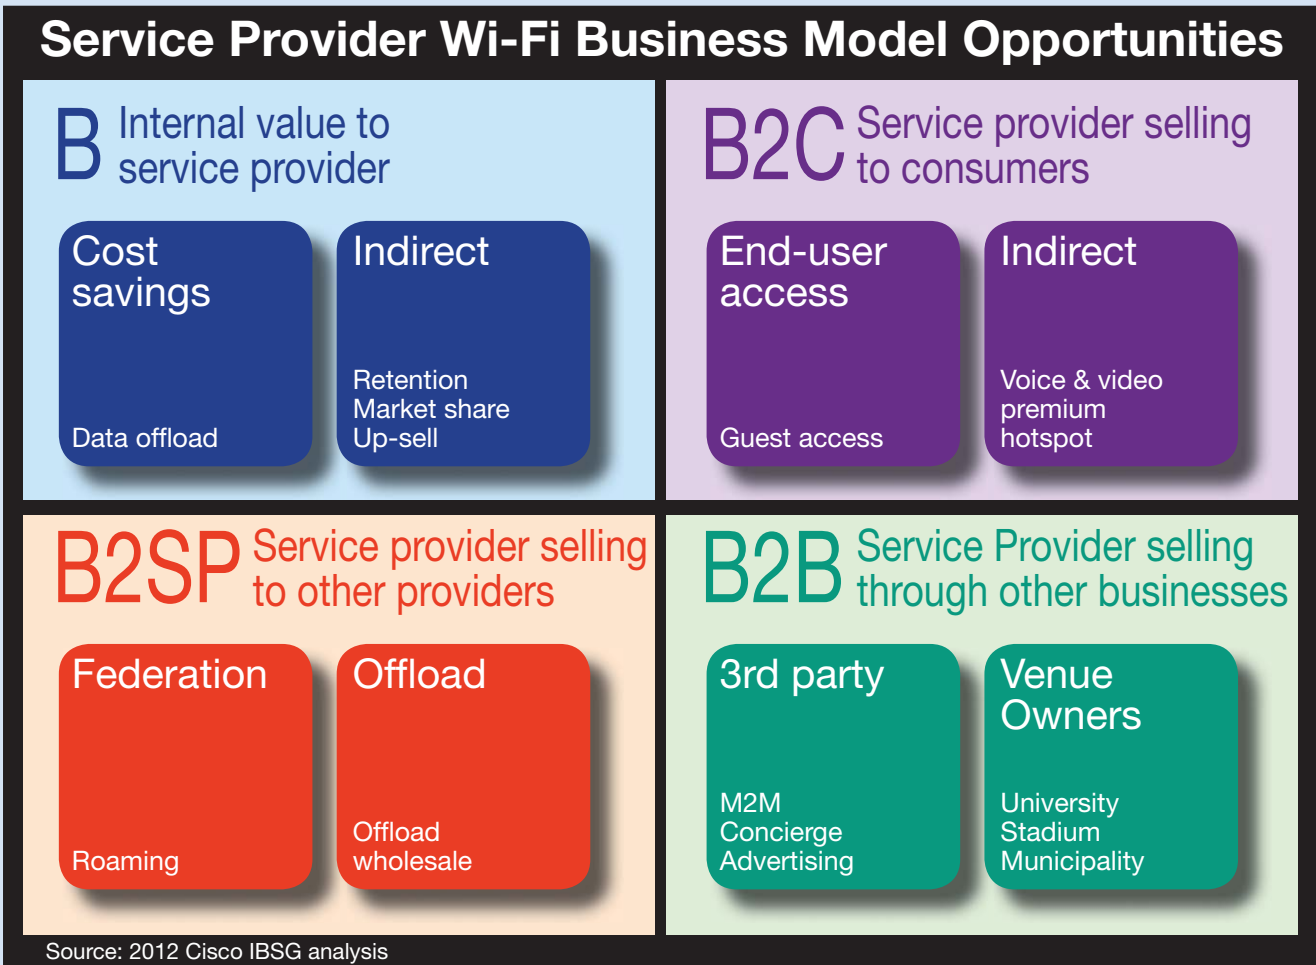 Service Provider Wi-Fi Business Model Opportunities
B
Internal value to
service provider
Cost
savings
Data offload
Indirect
Retention
Market share
Up-sell
B2C
Service provider selling
to consumers
End-user
access
Guest access
Indirect
Voice & video
premium
hotspot
B2SP
Service provider selling
to other providers
Federation
Roaming
Offload
Offload
wholesale
B2B
Service Provider selling
through other businesses
3rd party
M2M
Concierge
Advertising
Venue
Owners
University
Stadium
Municipality
Source: 2012 Cisco IBSG analysis